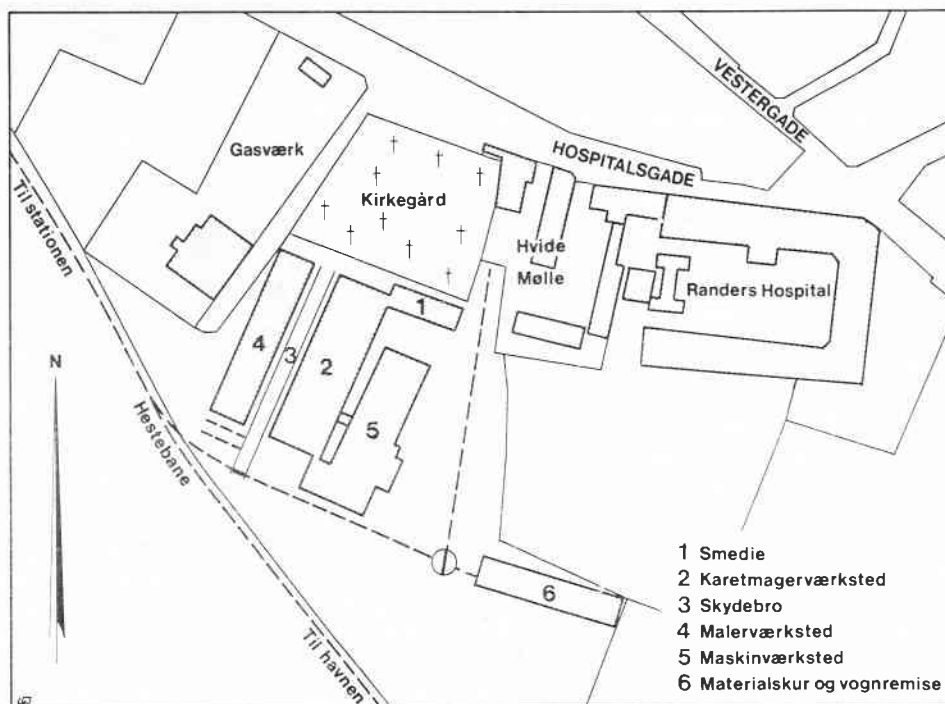 VESTERGADE
HOSPITALSGADE
Gasværk
Kirkegård
Til stationen
Hvide
Mølle
Randers Hospital
1
4
3
2
5
N
Hestebane
6
Til havnen
1 Smedie
2 Karetmagerværksted
3 Skydebro
4 Malerværksted
5 Maskinværksted
6 Materialskur og vognremise